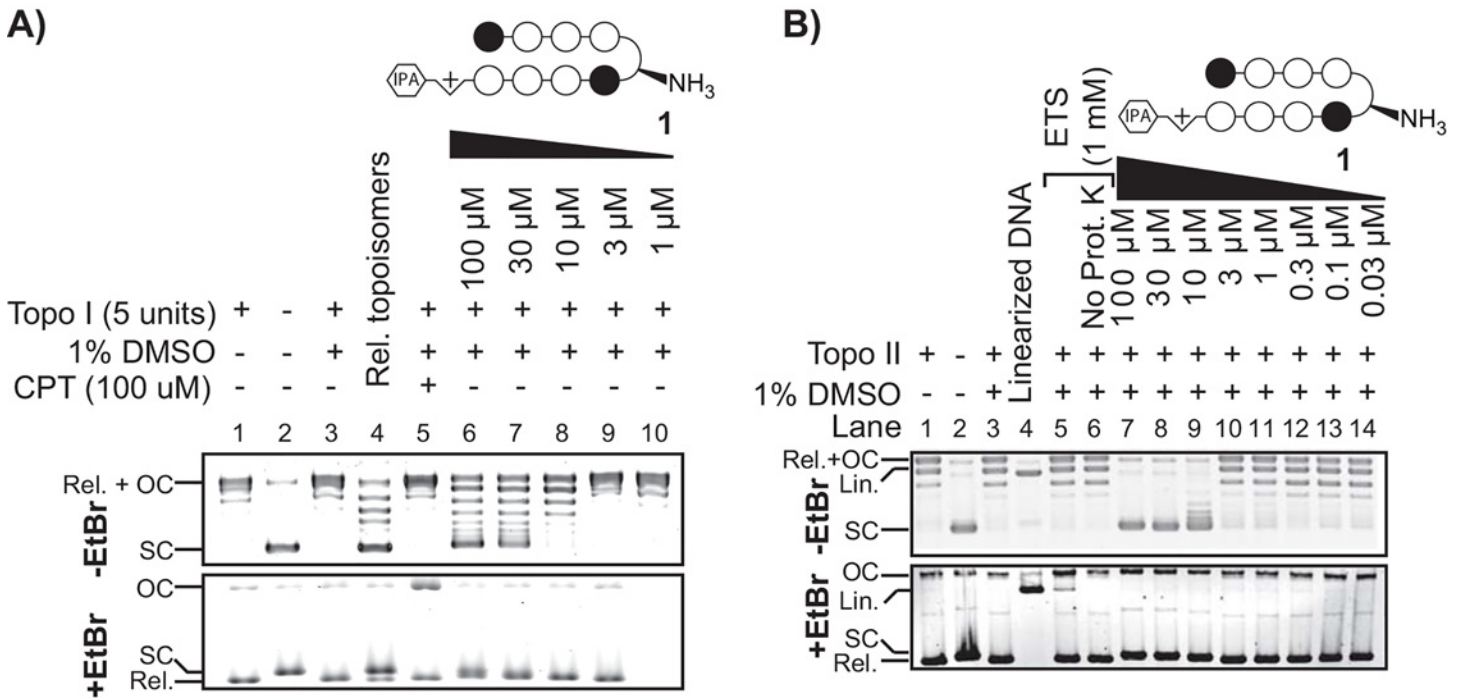 A)
IPA + NH3
1
Rel. topoisomers
100 µM
30 µM
10 µM
3 µM
1 µM
Topo I (5 units) + - + + + + + + +
1% DMSO - - + + + + + + +
CPT (100 uM) - - - + - - - - -
1 2 3 4 5 6 7 8 9 10
Rel. + OC
SC
-EtBr
OC
SC
Rel.
+EtBr
B)
IPA + NH3
1
Linearized DNA
ETS
(1 mM)
No Prot. K
100 µM
30 µM
10 µM
3 µM
1 µM
0.3 µM
0.1 µM
0.03 µM
Topo II + - + + + + + + + + + + +
1% DMSO - - + + + + + + + + + + +
Lane 1 2 3 4 5 6 7 8 9 10 11 12 13 14
Rel.+OC
Lin.
SC
-EtBr
OC
Lin.
SC
Rel.
+EtBr